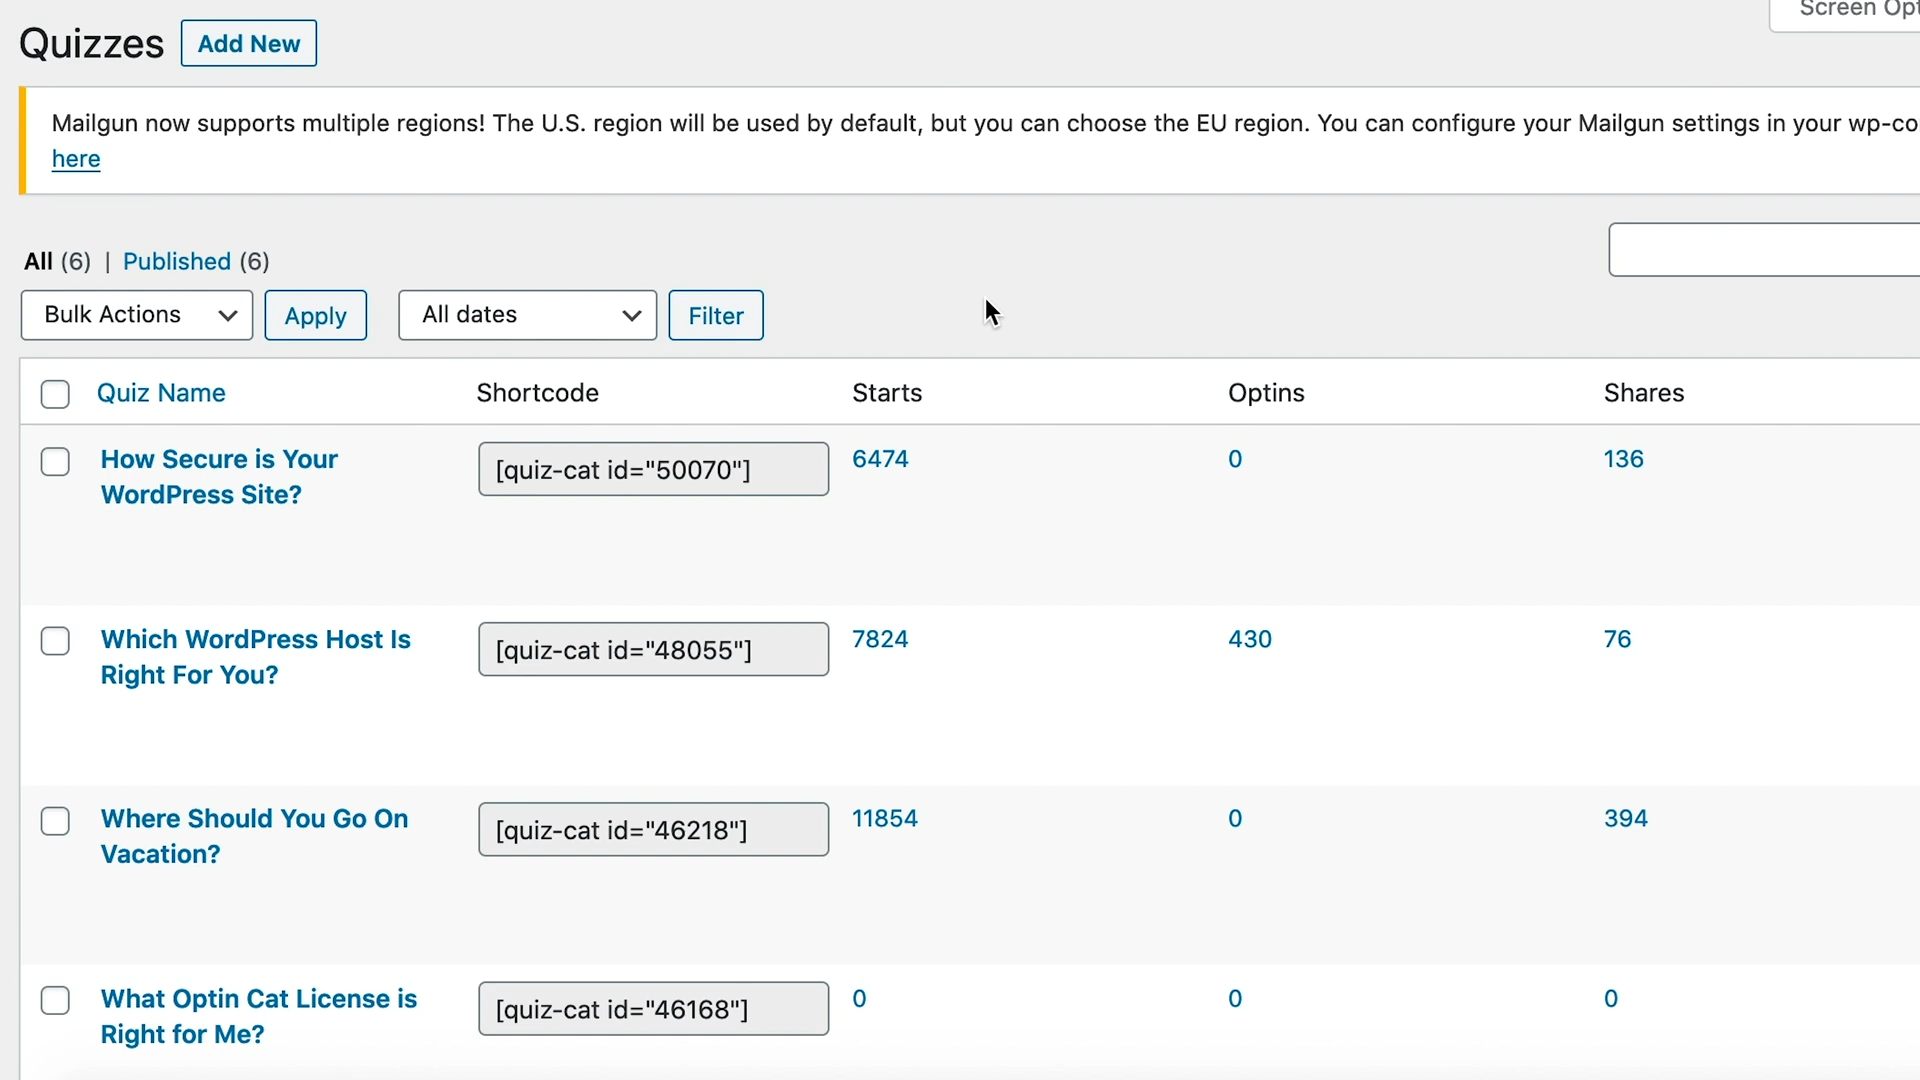 Screen Opt
Quizzes Add New
Mailgun now supports multiple regions! The U.S. region will be used by default, but you can choose the EU region. You can configure your Mailgun settings in your wp-co
here
All (6) | Published (6)
Bulk Actions Apply All dates Filter
Quiz Name Shortcode Starts Optins Shares
How Secure is Your [quiz-cat id="50070"] 6474 0 136
WordPress Site?
Which WordPress Host Is [quiz-cat id="48055"] 7824 430 76
Right For You?
Where Should You Go On [quiz-cat id="46218"] 11854 0 394
Vacation?
What Optin Cat License is [quiz-cat id="46168"] 0 0 0
Right for Me?